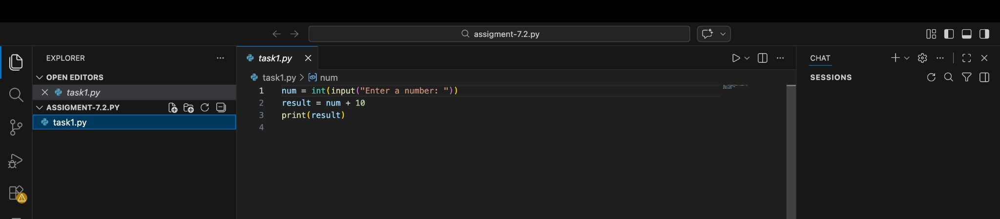 assigment-7.2.py
EXPLORER
OPEN EDITORS
task1.py
ASSIGMENT-7.2.PY
task1.py
task1.py
task1.py > num
1 num = int(input("Enter a number: "))
2 result = num + 10
3 print(result)
4
CHAT
SESSIONS